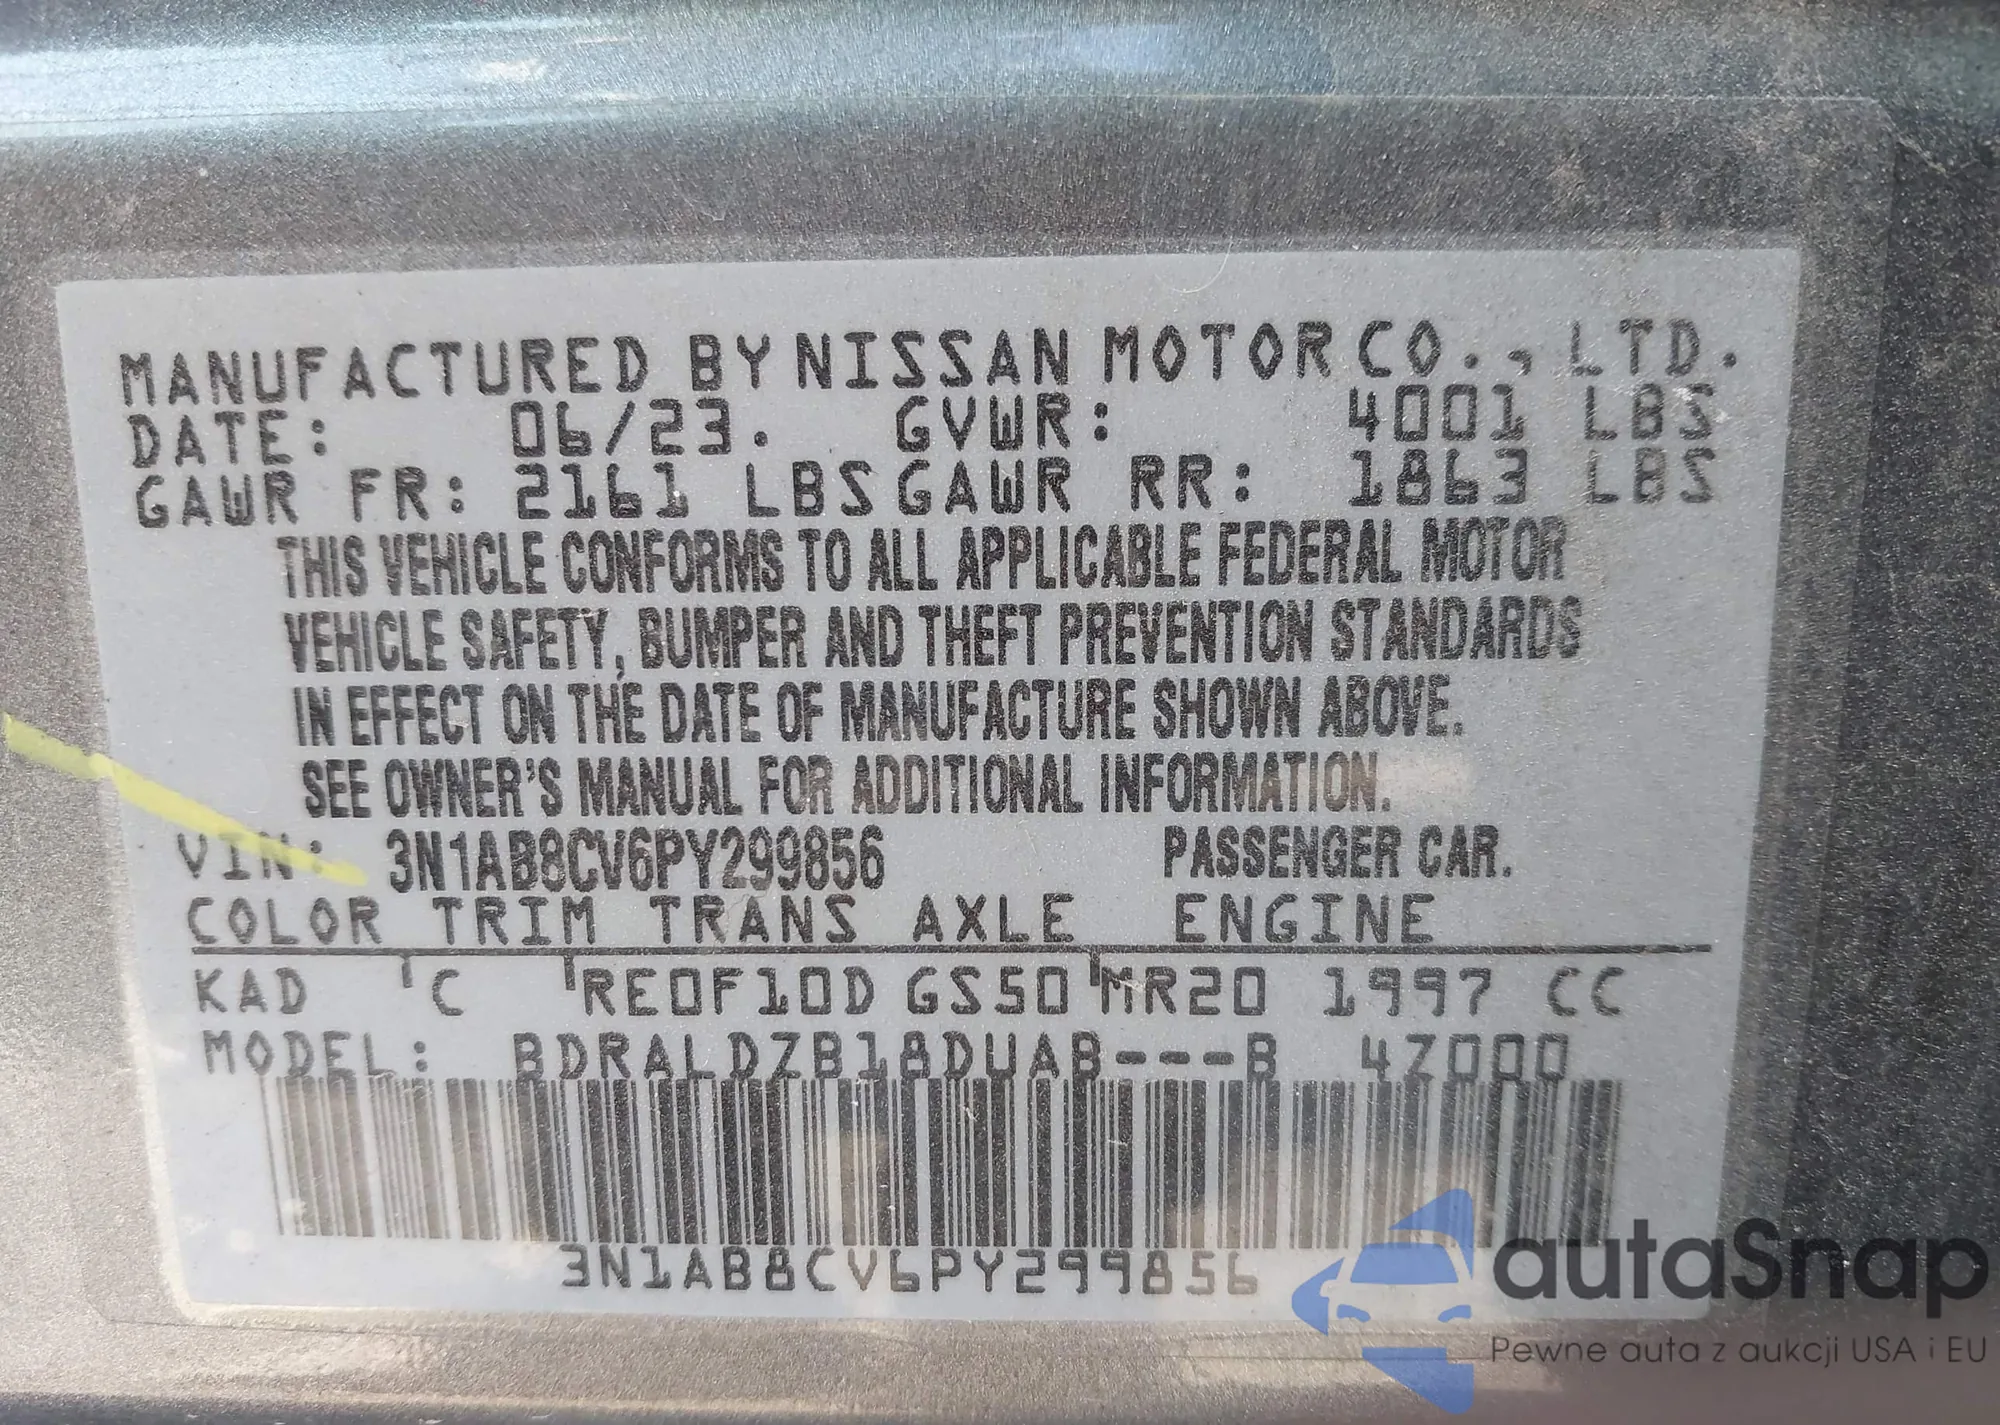 MANUFACTURED BY NISSAN MOTOR CO., LTD.
DATE: 06/23. GVWR: 4001 LBS
GAWR FR: 2161 LBS GAWR RR: 1863 LBS
THIS VEHICLE CONFORMS TO ALL APPLICABLE FEDERAL MOTOR
VEHICLE SAFETY, BUMPER AND THEFT PREVENTION STANDARDS
IN EFFECT ON THE DATE OF MANUFACTURE SHOWN ABOVE.
SEE OWNER'S MANUAL FOR ADDITIONAL INFORMATION.
VIN: 3N1AB8CV6PY299856 PASSENGER CAR.
COLOR TRIM TRANS AXLE ENGINE
KAD C RE0F10D GS50 MR20 1997 CC
MODEL: BDRALDZB18DUAB---B 4Z000
3N1AB8CV6PY299856
autaSnap
Pewne auta z aukcji USA i EU